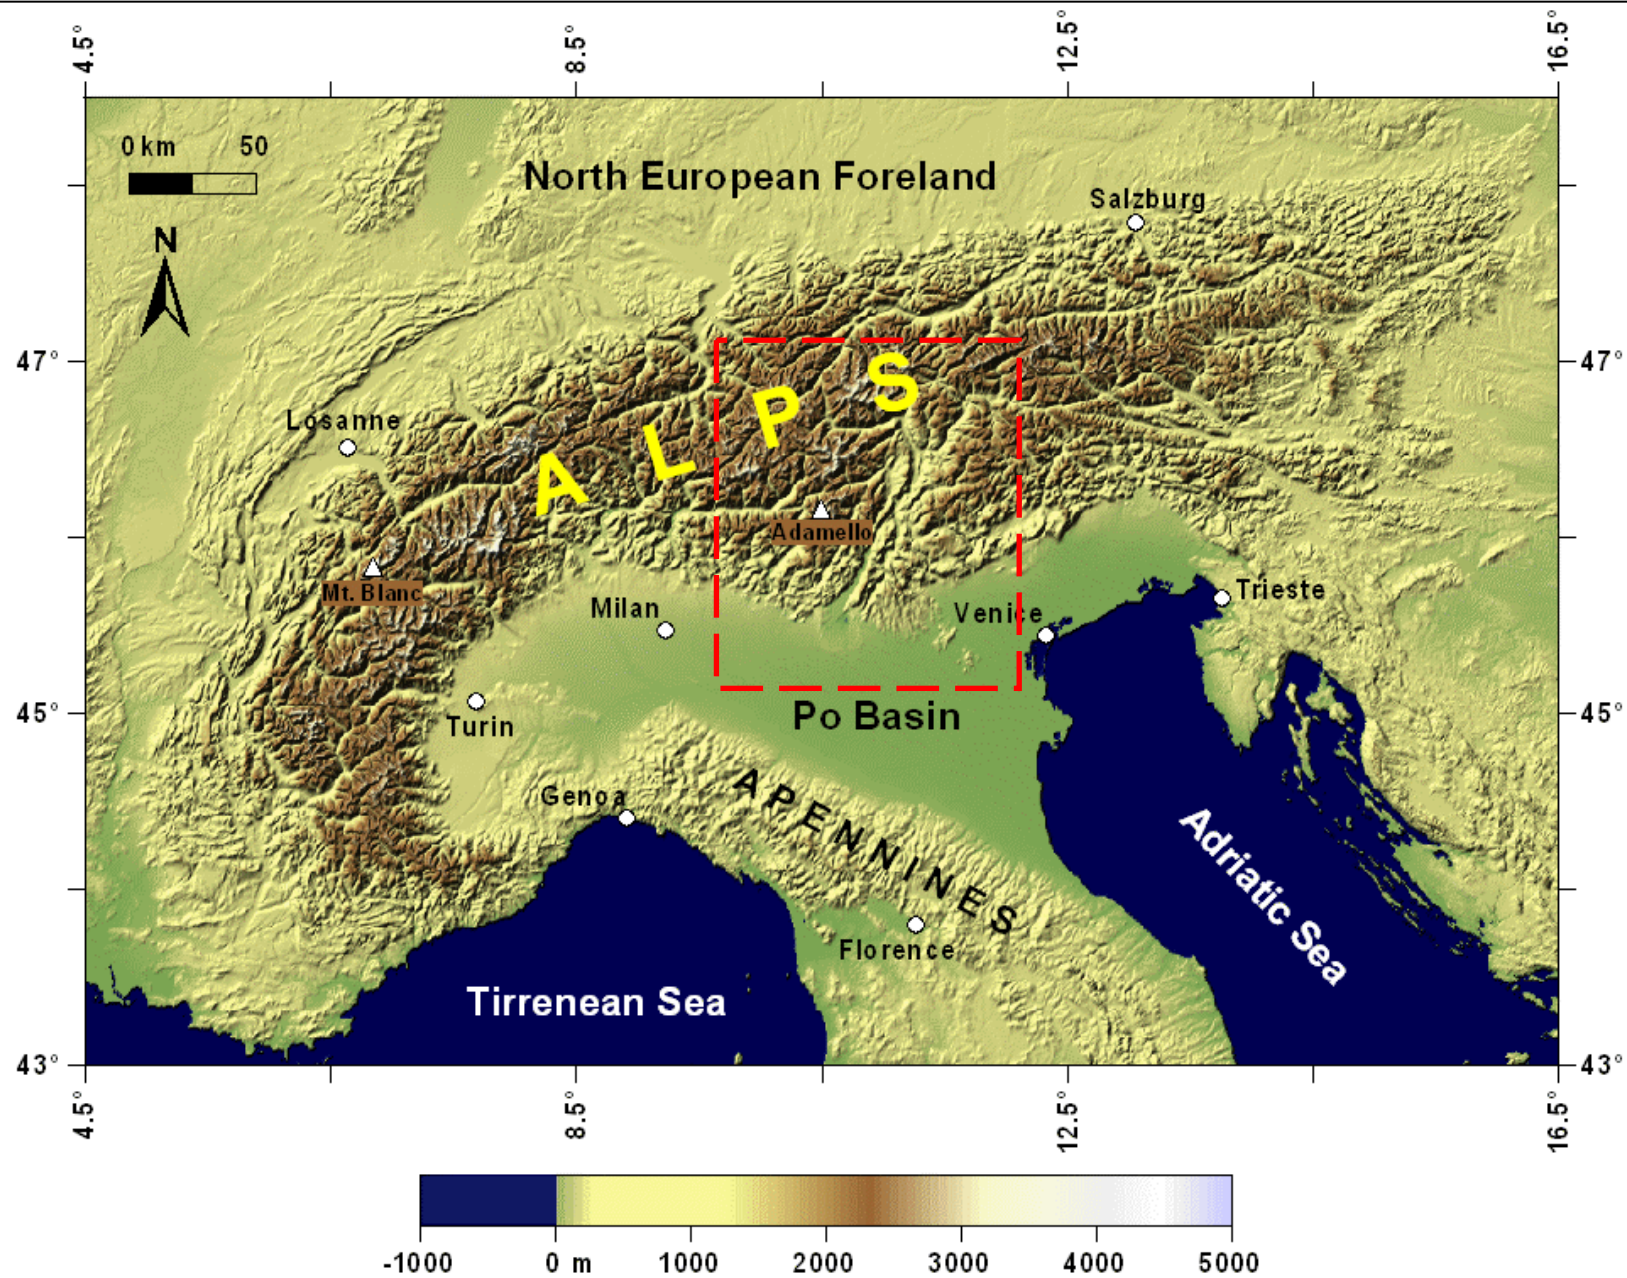 4.5°
8.5°
12.5°
16.5°
0 km 50
North European Foreland
Salzburg
N
47°
47°
A L P S
Losanne
Adamello
Mt. Blanc
Milan
Venice
Trieste
Turin
Po Basin
45°
45°
Genoa
APENNINES
Adriatic Sea
Florence
Tirrenean Sea
43°
43°
4.5°
8.5°
12.5°
16.5°
-1000 0 m 1000 2000 3000 4000 5000